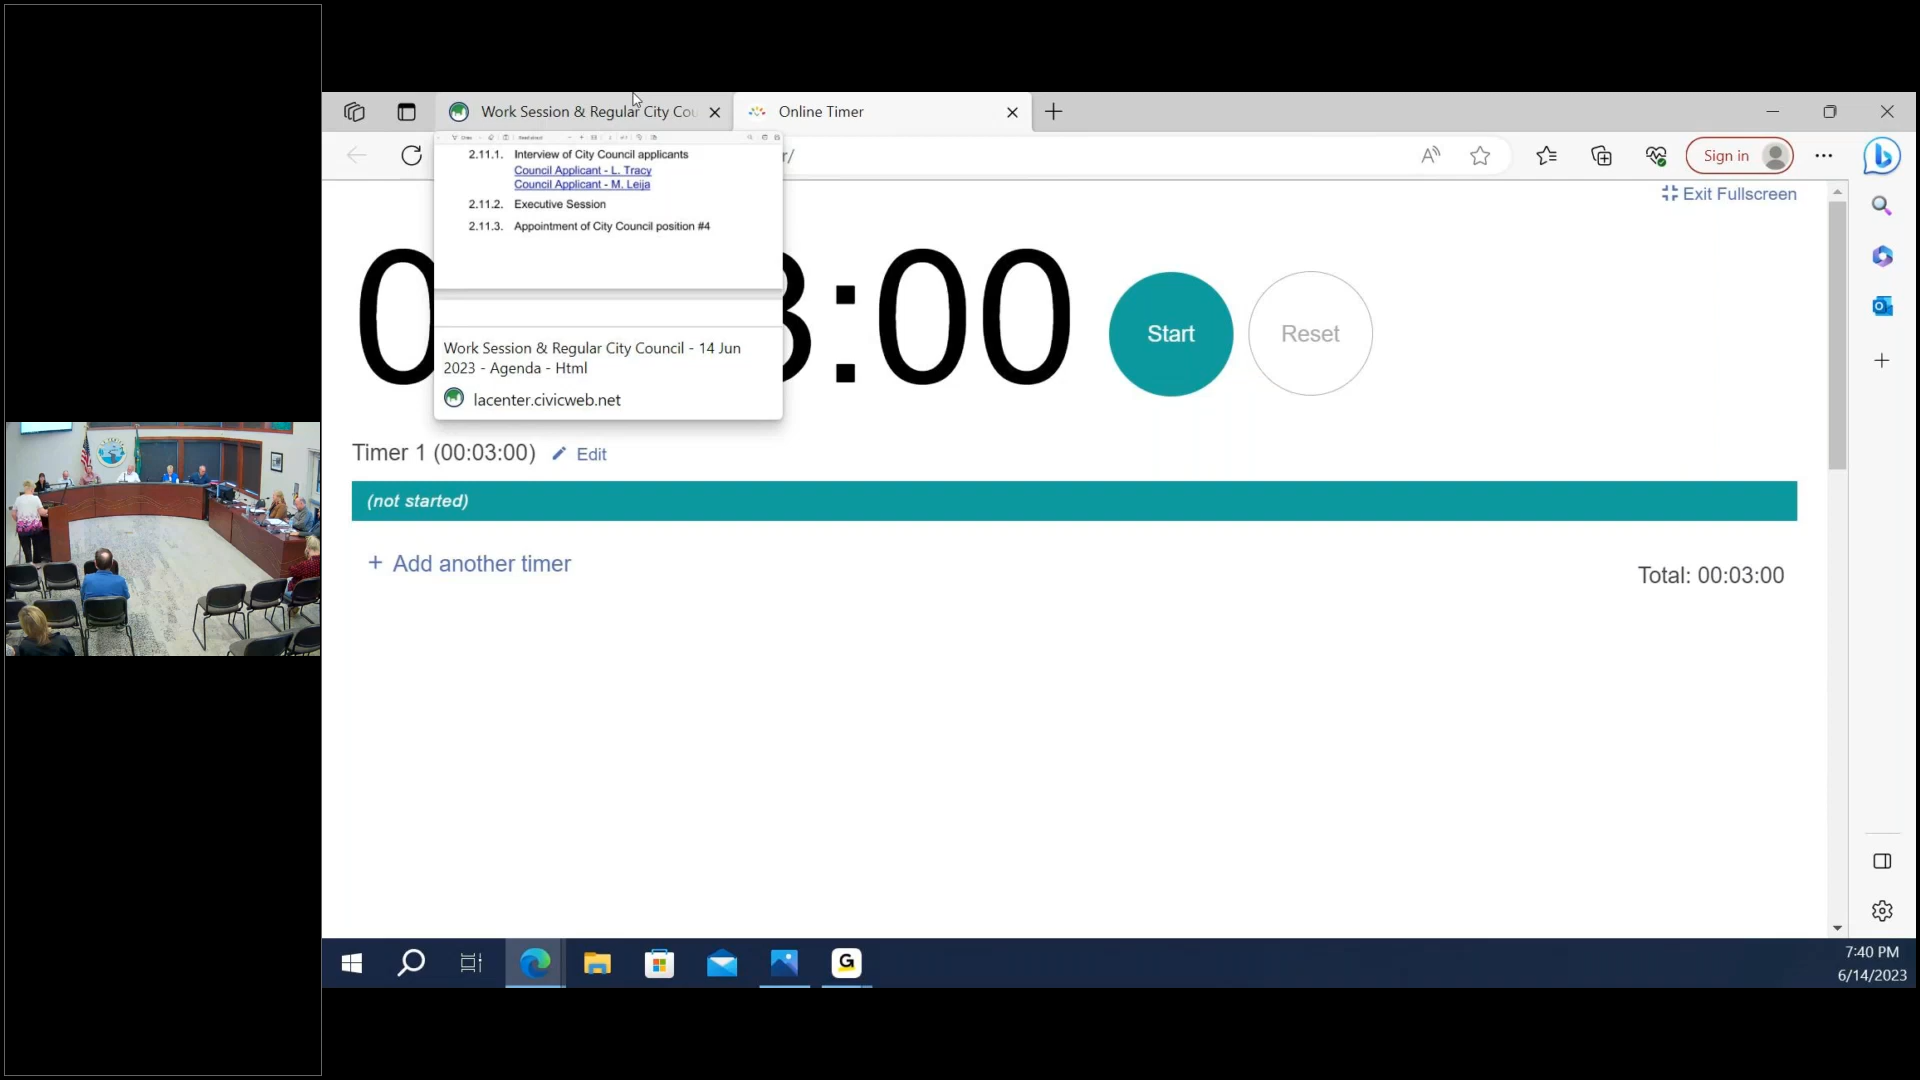 Work Session & Regular City Cou
Online Timer
r/
Sign in
2.11.1. Interview of City Council applicants
Council Applicant - L. Tracy
Council Applicant - M. Leija
2.11.2. Executive Session
2.11.3. Appointment of City Council position #4
Exit Fullscreen
:00
Start
Reset
Work Session & Regular City Council - 14 Jun
2023 - Agenda - Html
lacenter.civicweb.net
Timer 1 (00:03:00)
Edit
(not started)
+ Add another timer
Total: 00:03:00
7:40 PM
6/14/2023